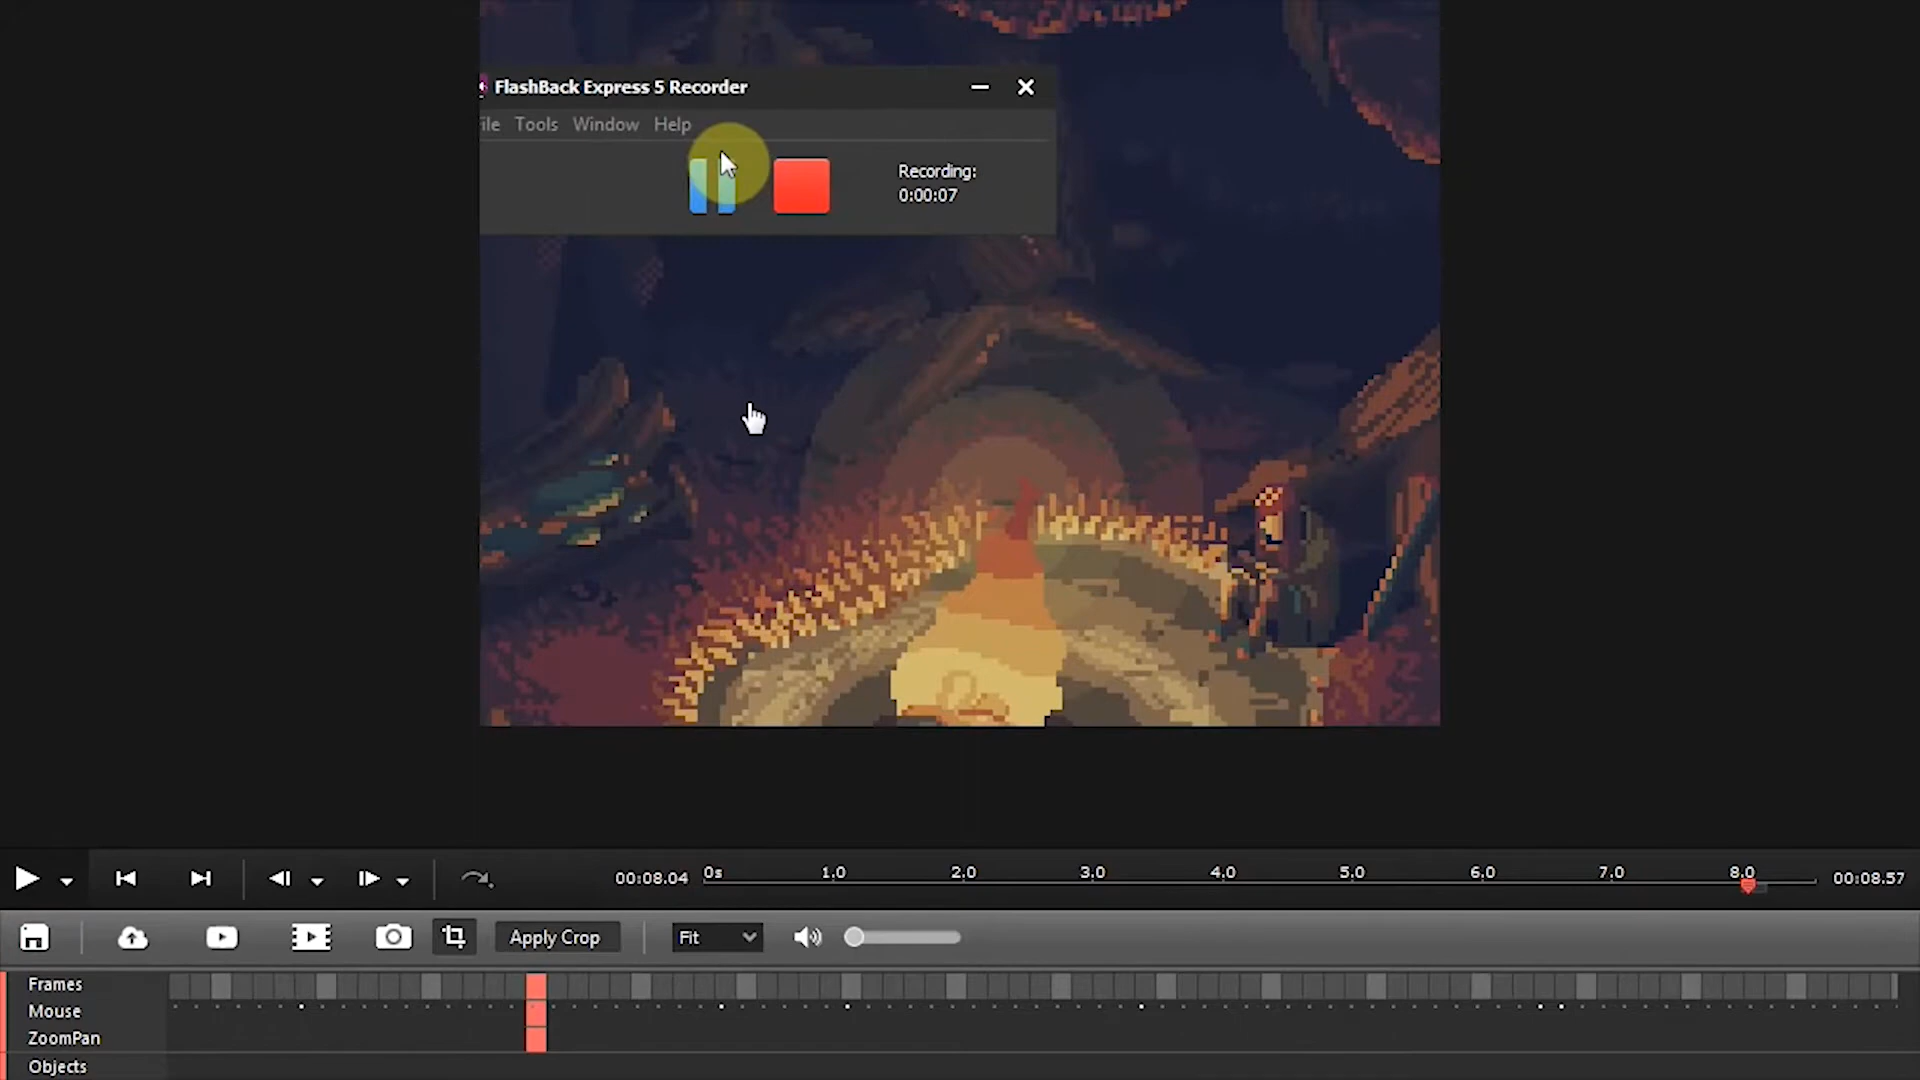 FlashBack Express 5 Recorder
ile Tools Window Help
Recording:
0:00:07
00:08.04 0s 1.0 2.0 3.0 4.0 5.0 6.0 7.0 8.0 00:08.57
Apply Crop Fit
Frames
Mouse
ZoomPan
Objects